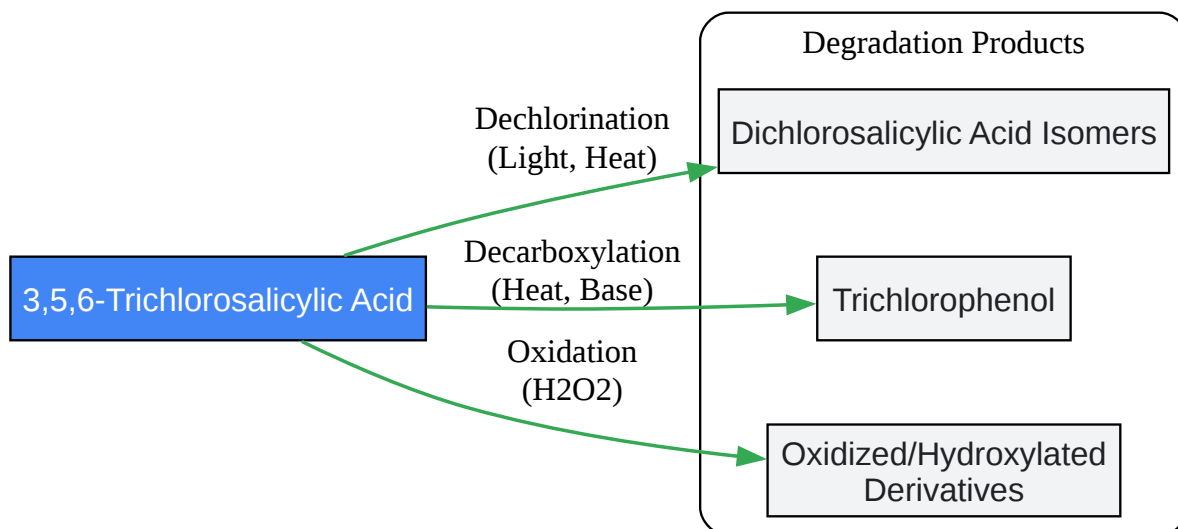 Degradation Products
Dechlorination
(Light, Heat)
Dichlorosalicylic Acid Isomers
3,5,6-Trichlorosalicylic Acid
Decarboxylation
(Heat, Base)
Trichlorophenol
Oxidation
(H2O2)
Oxidized/Hydroxylated
Derivatives